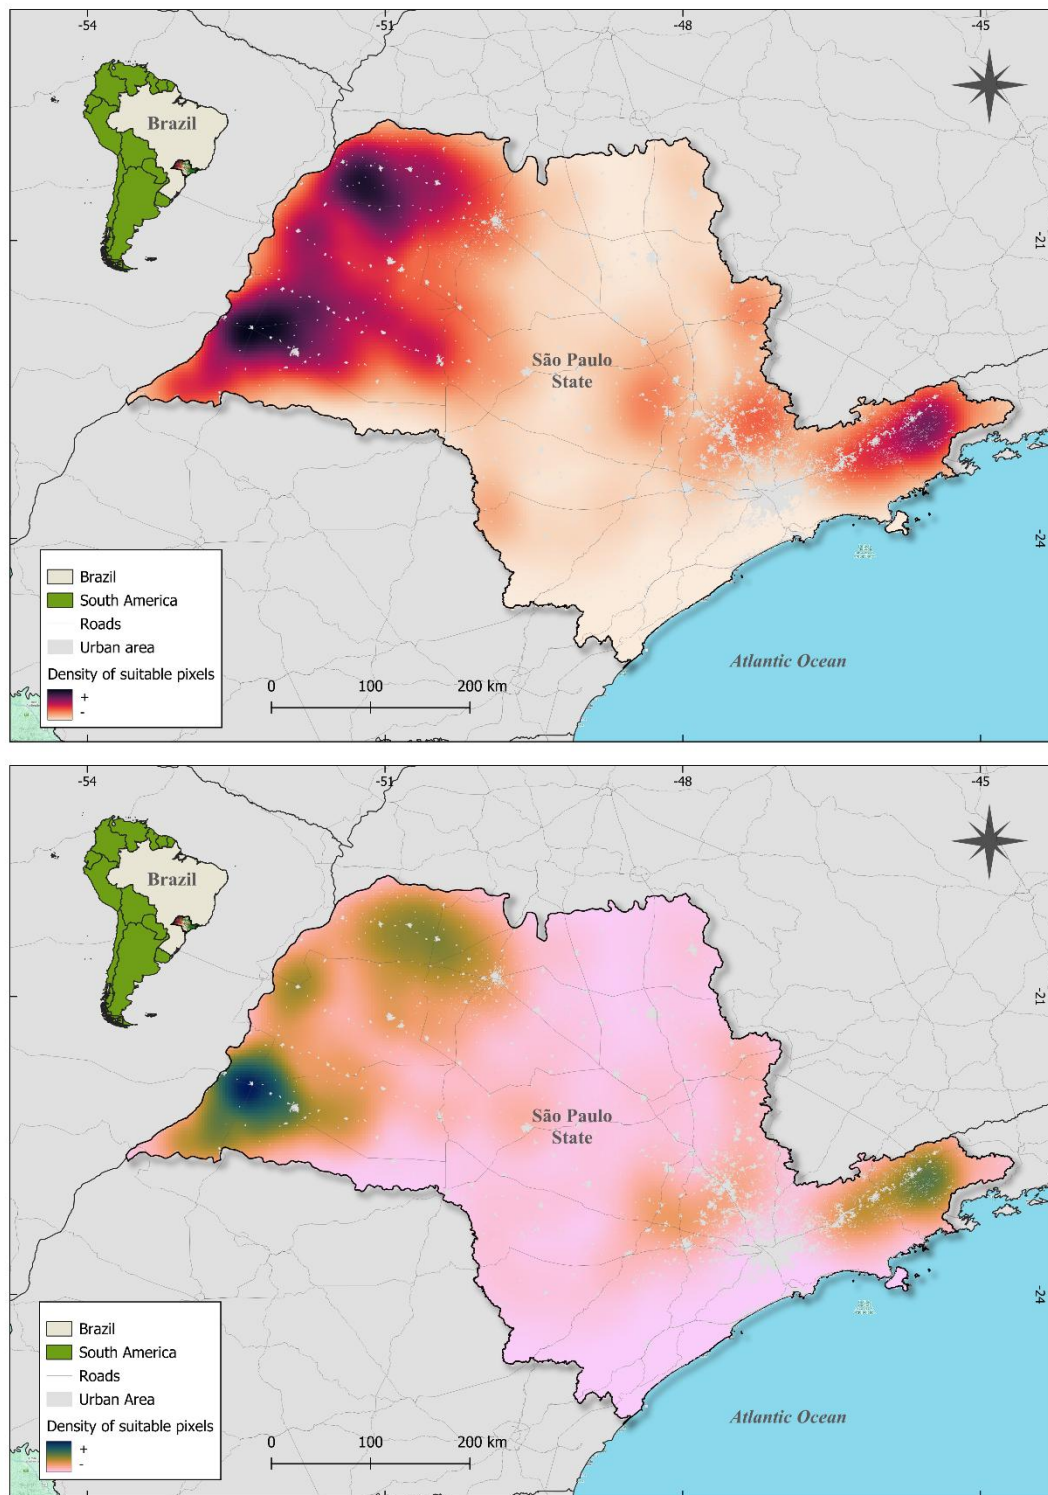 -54
-51
-48
-45
Brazil
-21
São Paulo
State
-24
Brazil
South America
Roads
Urban area
Density of suitable pixels
+
-
0
100
200 km
Atlantic Ocean
-54
-51
-48
-45
Brazil
-21
São Paulo
State
-24
Brazil
South America
Roads
Urban Area
Density of suitable pixels
+
-
0
100
200 km
Atlantic Ocean